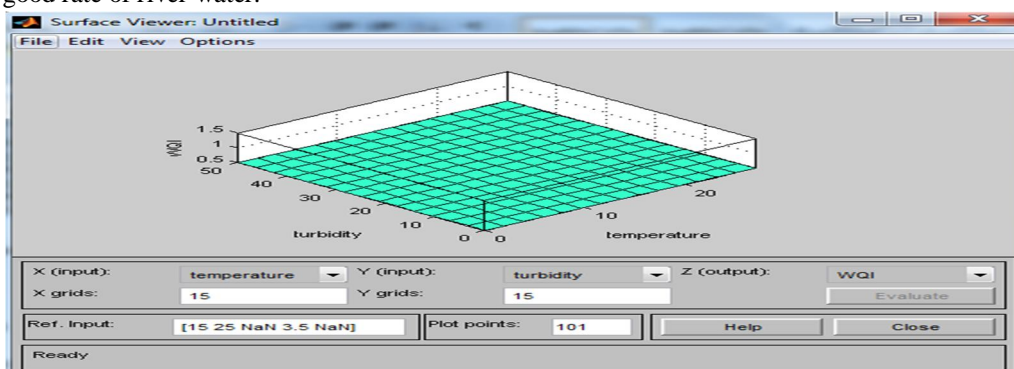 good rate of river water.
Surface Viewer: Untitled
File Edit View Options
1.5
1
0.5
WQI
50
40
30
20
10
0
turbidity
0
10
20
temperature
X (input): temperature Y (input): turbidity Z (output): WQI
X grids: 15 Y grids: 15 Evaluate
Ref. Input: [15 25 NaN 3.5 NaN] Plot points: 101 Help Close
Ready